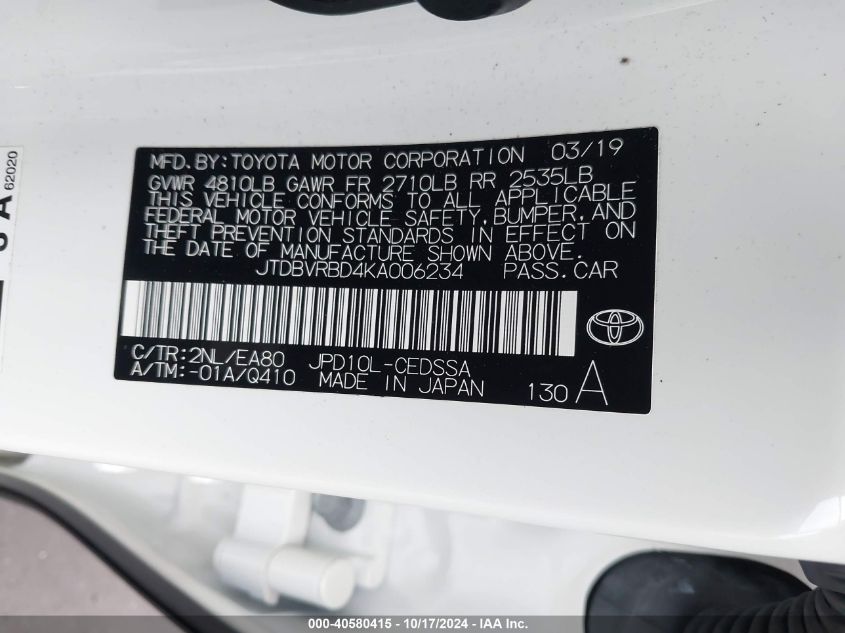 MFD.BY:TOYOTA MOTOR CORPORATION 03/19
GVWR 4810LB GAWR FR 2710LB RR 2535LB
THIS VEHICLE CONFORMS TO ALL APPLICABLE
FEDERAL MOTOR VEHICLE SAFETY, BUMPER, AND
THEFT PREVENTION STANDARDS IN EFFECT ON
THE DATE OF MANUFACTURE SHOWN ABOVE.
JTDBVRBD4KA006234 PASS.CAR
C/TR:2NL/EA80 JPD10L-CEDSSA
A/TM:-01A/Q410 MADE IN JAPAN 130 A
A 62020
000-40580415 - 10/17/2024 - IAA Inc.